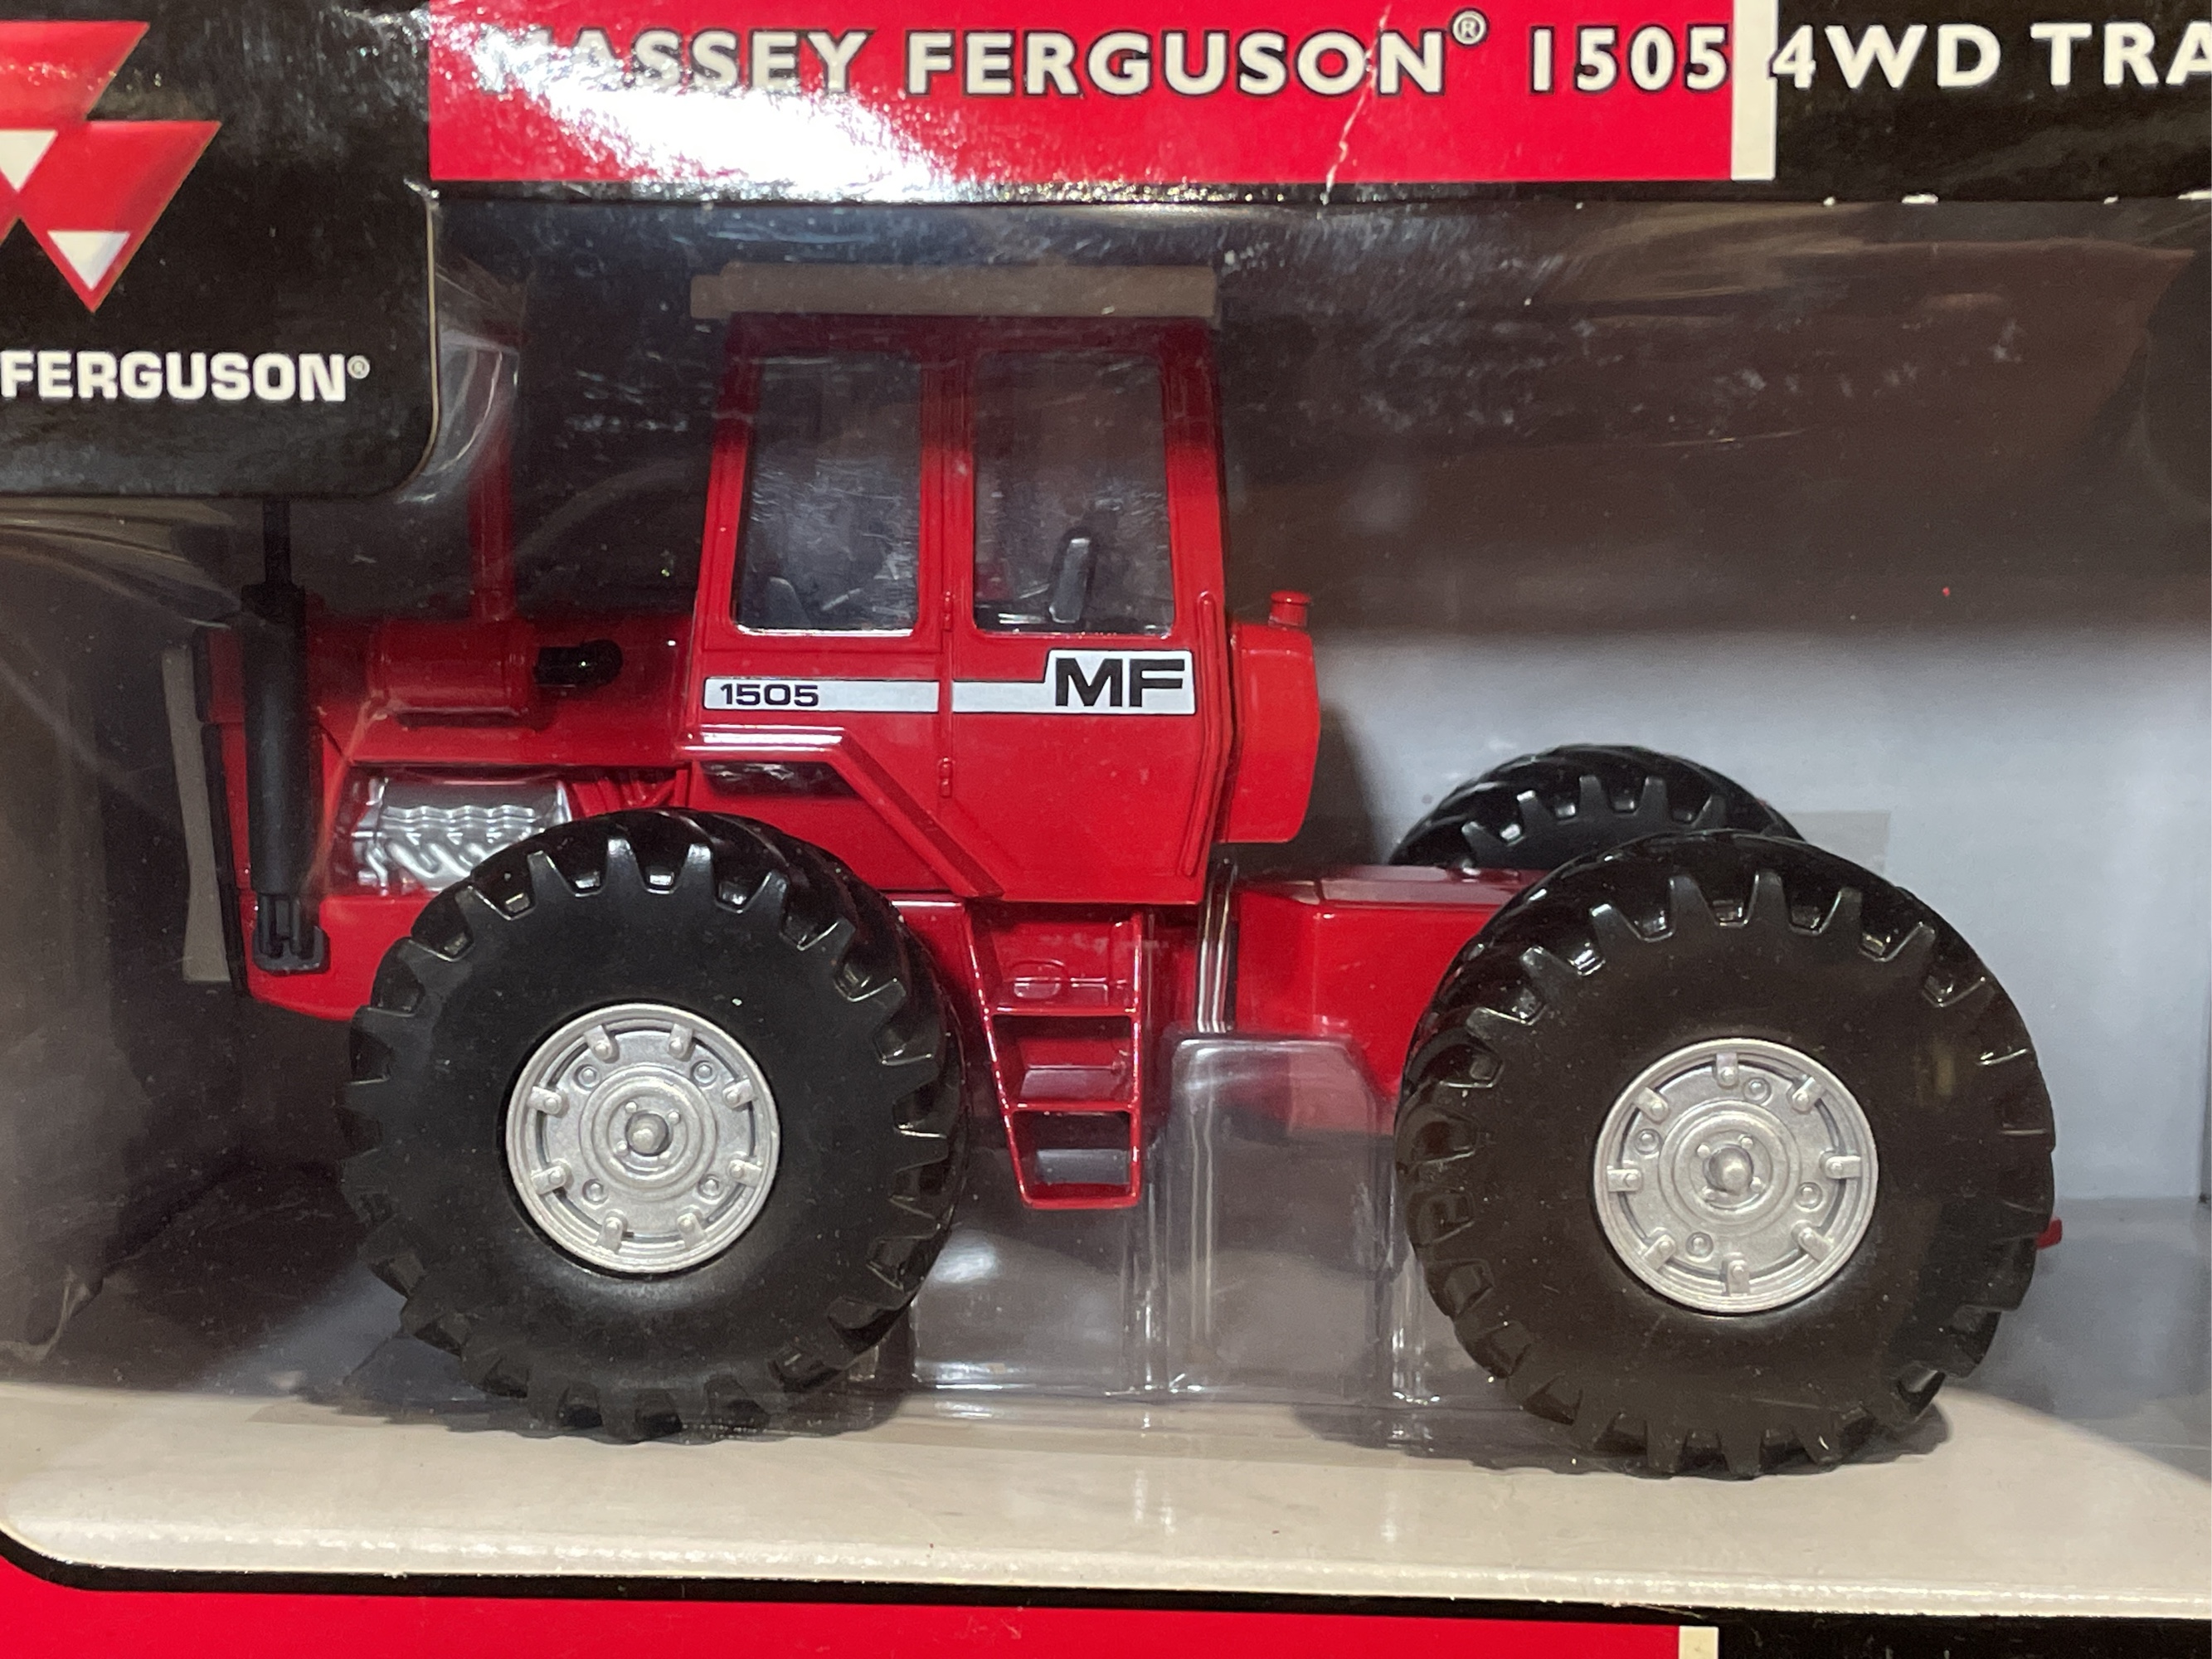 MASSEY FERGUSON® 1505 4WD TRA
FERGUSON®
1505 MF